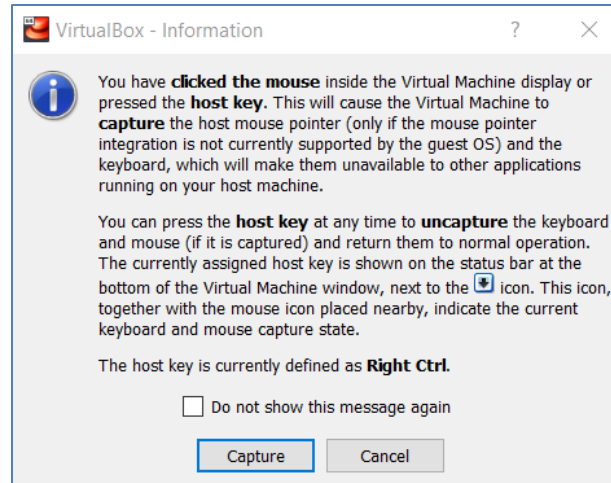 VirtualBox - Information
You have clicked the mouse inside the Virtual Machine display or
pressed the host key. This will cause the Virtual Machine to
capture the host mouse pointer (only if the mouse pointer
integration is not currently supported by the guest OS) and the
keyboard, which will make them unavailable to other applications
running on your host machine.
You can press the host key at any time to uncapture the keyboard
and mouse (if it is captured) and return them to normal operation.
The currently assigned host key is shown on the status bar at the
bottom of the Virtual Machine window, next to the icon. This icon,
together with the mouse icon placed nearby, indicate the current
keyboard and mouse capture state.
The host key is currently defined as Right Ctrl.
Do not show this message again
Capture Cancel